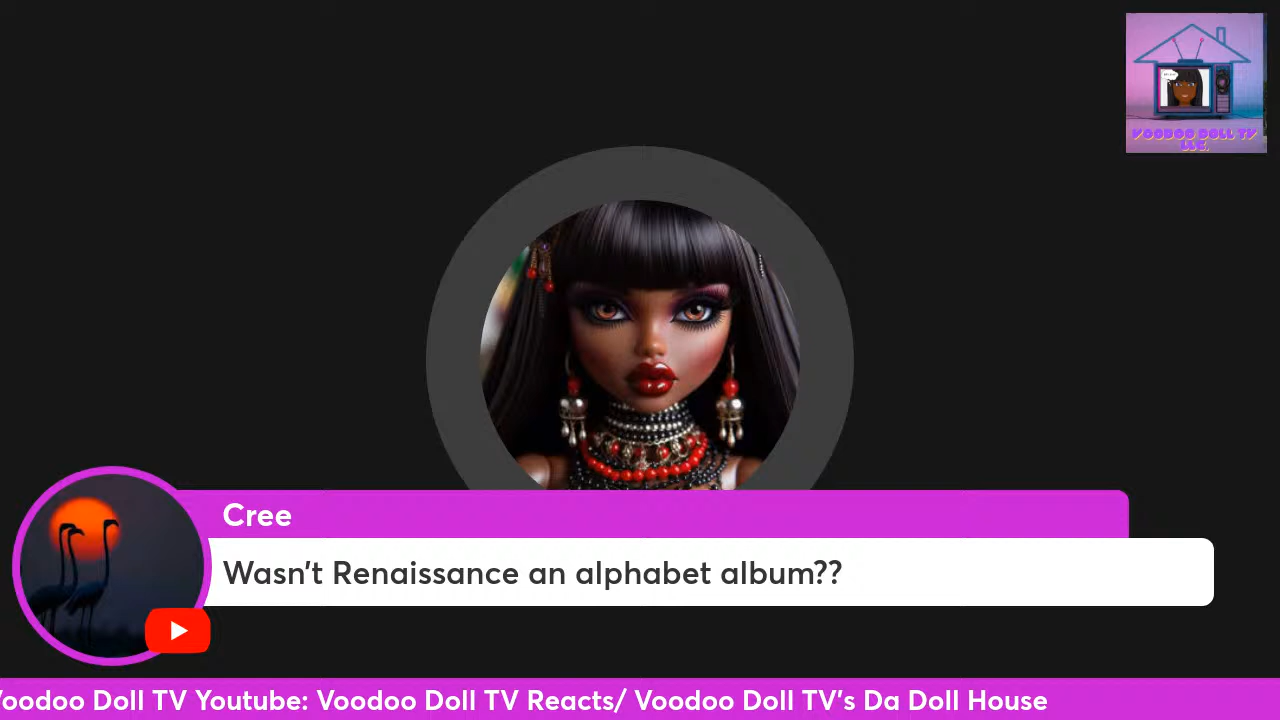 VOODOO DOLL TV
LLC.
Cree
Wasn't Renaissance an alphabet album??
Voodoo Doll TV Youtube: Voodoo Doll TV Reacts/ Voodoo Doll TV's Da Doll House